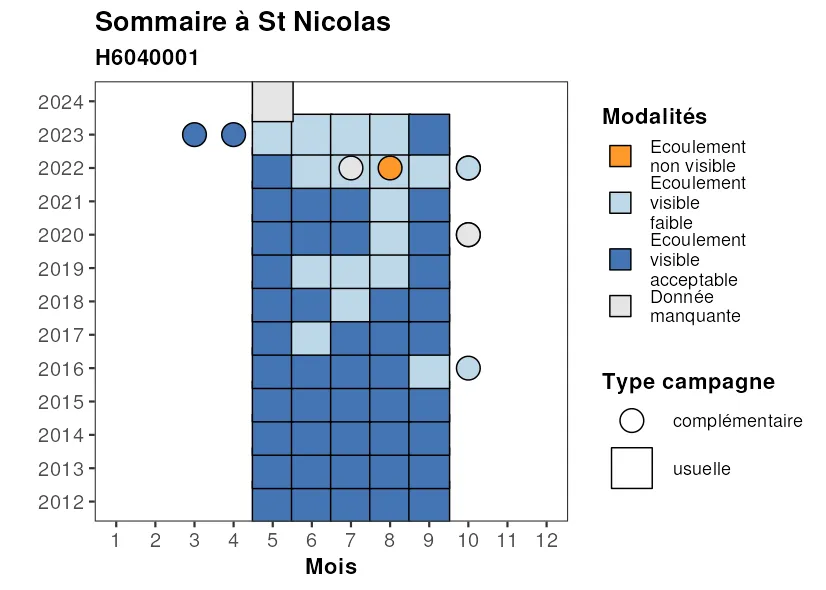 Sommaire à St Nicolas
H6040001
2024
2023
2022
2021
2020
2019
2018
2017
2016
2015
2014
2013
2012
1 2 3 4 5 6 7 8 9 10 11 12
Mois
Modalités
Ecoulement
non visible
Ecoulement
visible
faible
Ecoulement
visible
acceptable
Donnée
manquante
Type campagne
complémentaire
usuelle